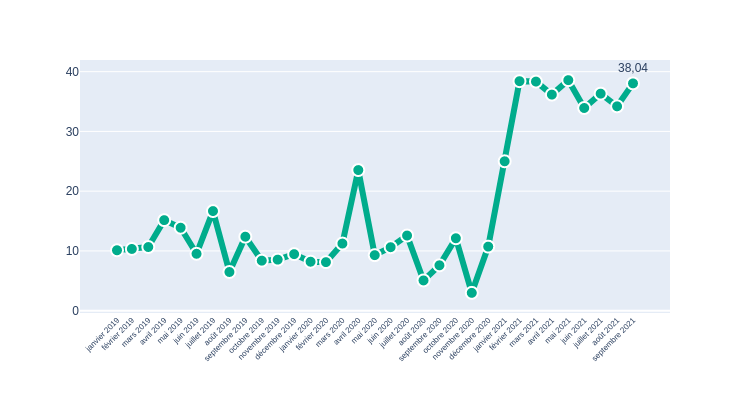 38,04
40
30
20
10
0
janvier 2019
février 2019
mars 2019
avril 2019
mai 2019
juin 2019
juillet 2019
août 2019
septembre 2019
octobre 2019
novembre 2019
décembre 2019
janvier 2020
février 2020
mars 2020
avril 2020
mai 2020
juin 2020
juillet 2020
août 2020
septembre 2020
octobre 2020
novembre 2020
décembre 2020
janvier 2021
février 2021
mars 2021
avril 2021
mai 2021
juin 2021
juillet 2021
août 2021
septembre 2021